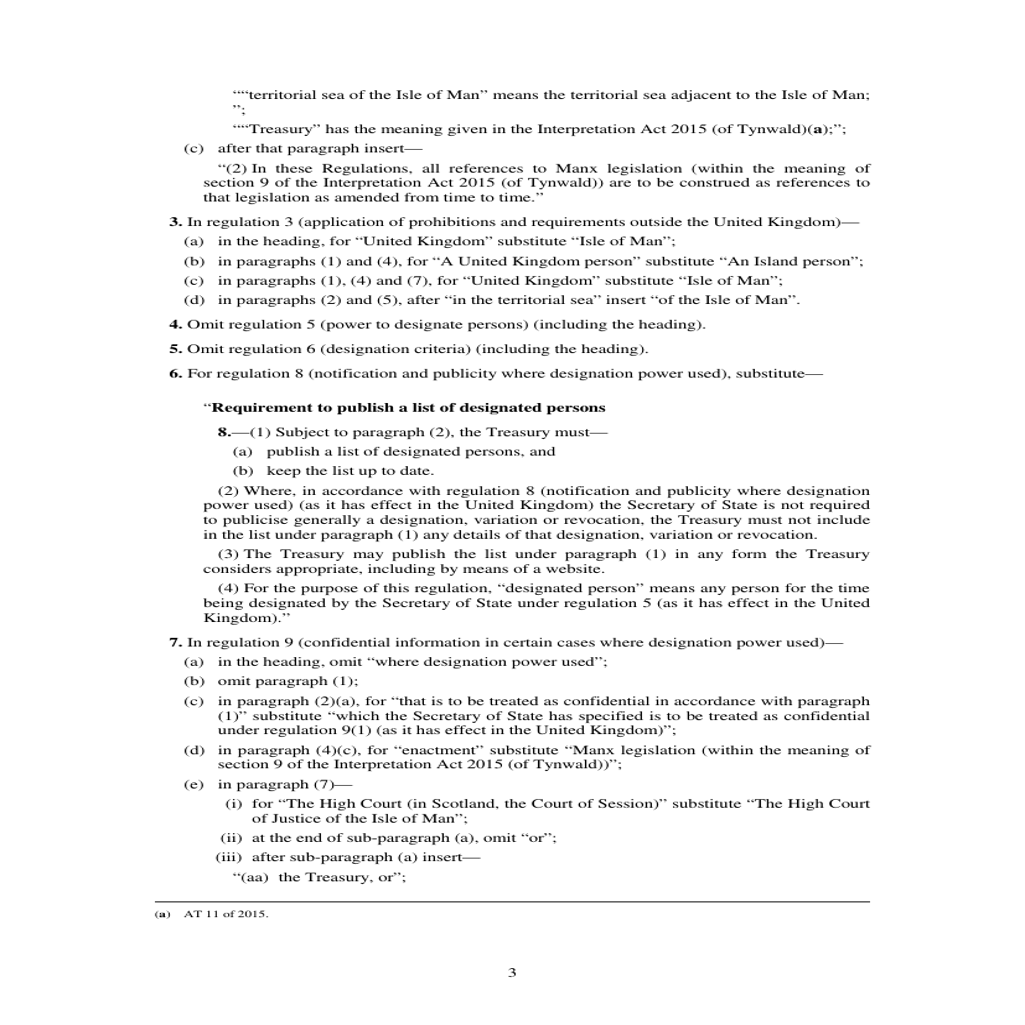 ““territorial sea of the Isle of Man” means the territorial sea adjacent to the Isle of Man;
”;
““Treasury” has the meaning given in the Interpretation Act 2015 (of Tynwald)(a);”;
(c) after that paragraph insert—
“(2) In these Regulations, all references to Manx legislation (within the meaning of
section 9 of the Interpretation Act 2015 (of Tynwald)) are to be construed as references to
that legislation as amended from time to time.”
3. In regulation 3 (application of prohibitions and requirements outside the United Kingdom)—
(a) in the heading, for “United Kingdom” substitute “Isle of Man”;
(b) in paragraphs (1) and (4), for “A United Kingdom person” substitute “An Island person”;
(c) in paragraphs (1), (4) and (7), for “United Kingdom” substitute “Isle of Man”;
(d) in paragraphs (2) and (5), after “in the territorial sea” insert “of the Isle of Man”.
4. Omit regulation 5 (power to designate persons) (including the heading).
5. Omit regulation 6 (designation criteria) (including the heading).
6. For regulation 8 (notification and publicity where designation power used), substitute—
“Requirement to publish a list of designated persons
8.—(1) Subject to paragraph (2), the Treasury must—
(a) publish a list of designated persons, and
(b) keep the list up to date.
(2) Where, in accordance with regulation 8 (notification and publicity where designation
power used) (as it has effect in the United Kingdom) the Secretary of State is not required
to publicise generally a designation, variation or revocation, the Treasury must not include
in the list under paragraph (1) any details of that designation, variation or revocation.
(3) The Treasury may publish the list under paragraph (1) in any form the Treasury
considers appropriate, including by means of a website.
(4) For the purpose of this regulation, “designated person” means any person for the time
being designated by the Secretary of State under regulation 5 (as it has effect in the United
Kingdom).”
7. In regulation 9 (confidential information in certain cases where designation power used)—
(a) in the heading, omit “where designation power used”;
(b) omit paragraph (1);
(c) in paragraph (2)(a), for “that is to be treated as confidential in accordance with paragraph
(1)” substitute “which the Secretary of State has specified is to be treated as confidential
under regulation 9(1) (as it has effect in the United Kingdom)”;
(d) in paragraph (4)(c), for “enactment” substitute “Manx legislation (within the meaning of
section 9 of the Interpretation Act 2015 (of Tynwald))”;
(e) in paragraph (7)—
(i) for “The High Court (in Scotland, the Court of Session)” substitute “The High Court
of Justice of the Isle of Man”;
(ii) at the end of sub-paragraph (a), omit “or”;
(iii) after sub-paragraph (a) insert—
“(aa) the Treasury, or”;
(a) AT 11 of 2015.
3